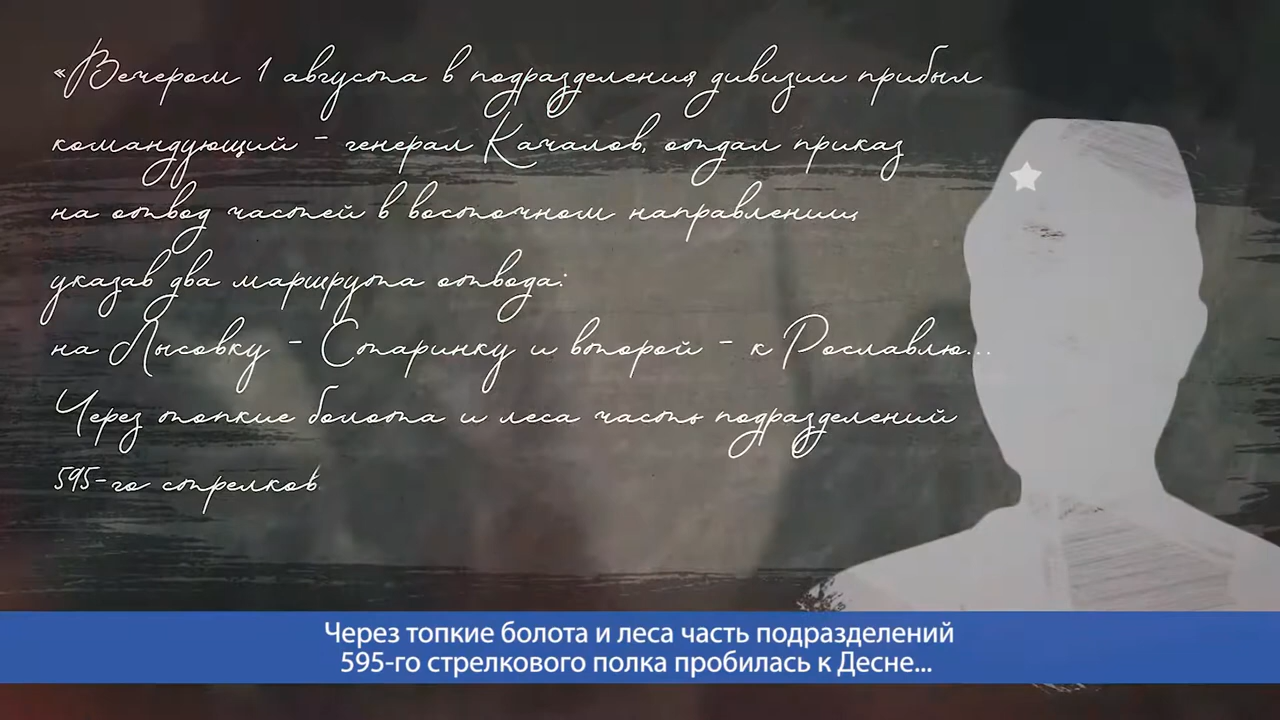 «Вечером 1 августа в подразделения дивизии прибыл
командующий - генерал Качалов, отдал приказ
на отвод частей в восточном направлении,
указав два маршрута отвода:
на Лысовку - Старинку и второй - к Рославлю...
Через топкие болота и леса часть подразделений
595-го стрелков
Через топкие болота и леса часть подразделений
595-го стрелкового полка пробилась к Десне...